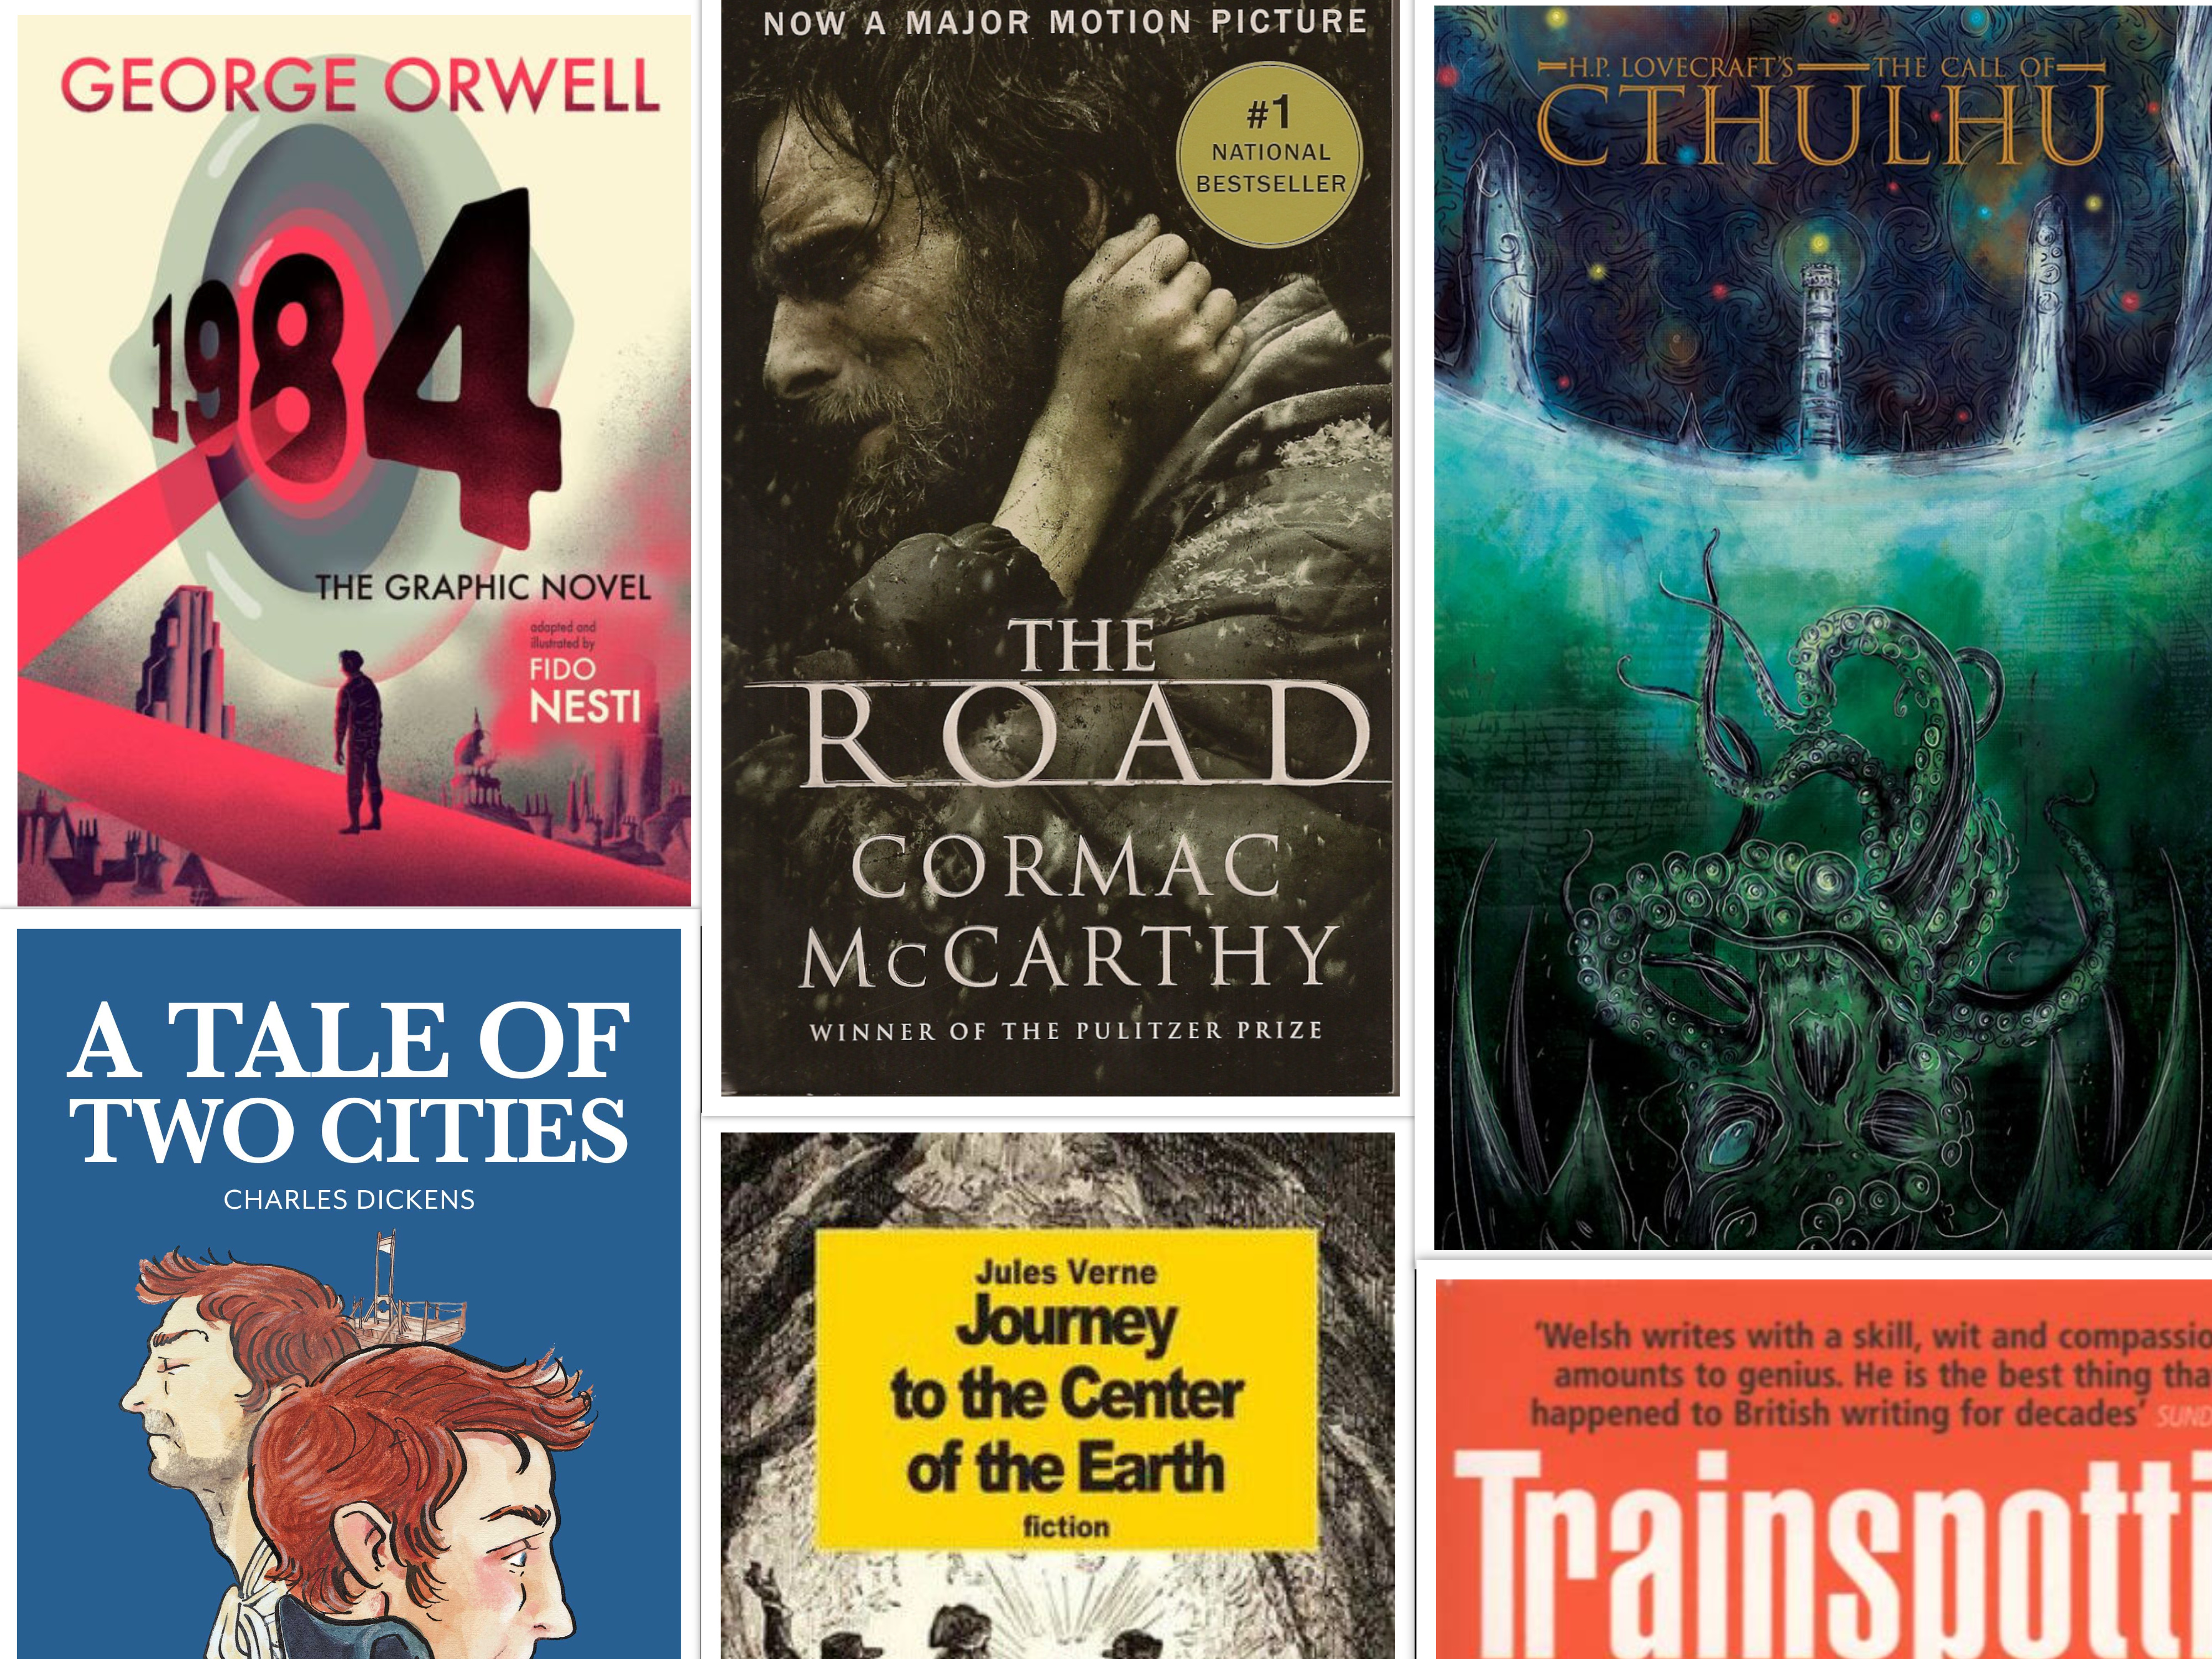 GEORGE ORWELL
1984
THE GRAPHIC NOVEL
adapted and
illustrated by
FIDO
NESTI
NOW A MAJOR MOTION PICTURE
#1
NATIONAL
BESTSELLER
THE
ROAD
CORMAC
McCARTHY
WINNER OF THE PULITZER PRIZE
H.P. LOVECRAFT'S THE CALL OF
CTHULHU
A TALE OF
TWO CITIES
CHARLES DICKENS
Jules Verne
Journey
to the Center
of the Earth
fiction
'Welsh writes with a skill, wit and compassio
amounts to genius. He is the best thing tha
happened to British writing for decades' SUND
Trainspotti